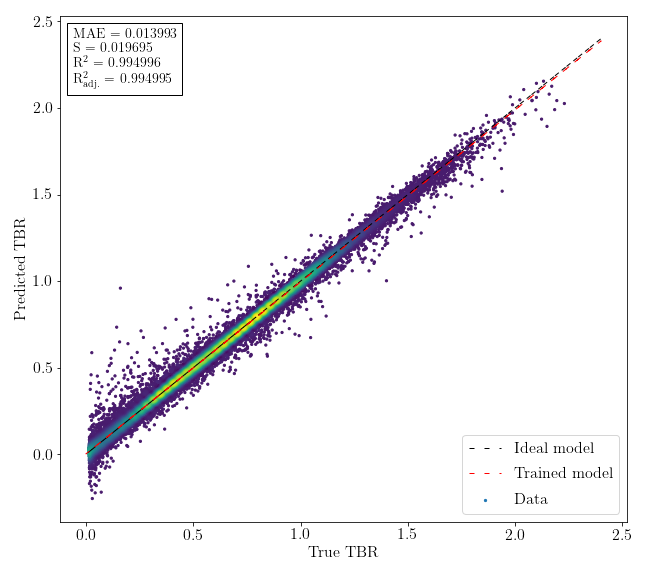 MAE = 0.013993
S = 0.019695
R² = 0.994996
R²adj. = 0.994995
2.5
2.0
1.5
1.0
0.5
0.0
Predicted TBR
Ideal model
Trained model
Data
0.0 0.5 1.0 1.5 2.0 2.5
True TBR